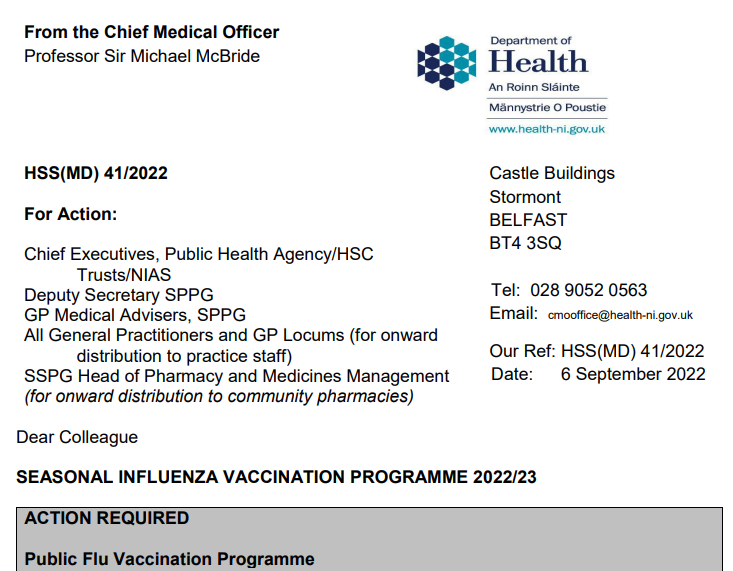 From the Chief Medical Officer
Professor Sir Michael McBride
Department of
Health
An Roinn Sláinte
Männystrie O Poustie
www.health-ni.gov.uk
HSS(MD) 41/2022
For Action:
Chief Executives, Public Health Agency/HSC
Trusts/NIAS
Deputy Secretary SPPG
GP Medical Advisers, SPPG
All General Practitioners and GP Locums (for onward
distribution to practice staff)
SSPG Head of Pharmacy and Medicines Management
(for onward distribution to community pharmacies)
Castle Buildings
Stormont
BELFAST
BT4 3SQ
Tel: 028 9052 0563
Email: cmooffice@health-ni.gov.uk
Our Ref: HSS(MD) 41/2022
Date: 6 September 2022
Dear Colleague
SEASONAL INFLUENZA VACCINATION PROGRAMME 2022/23
ACTION REQUIRED
Public Flu Vaccination Programme